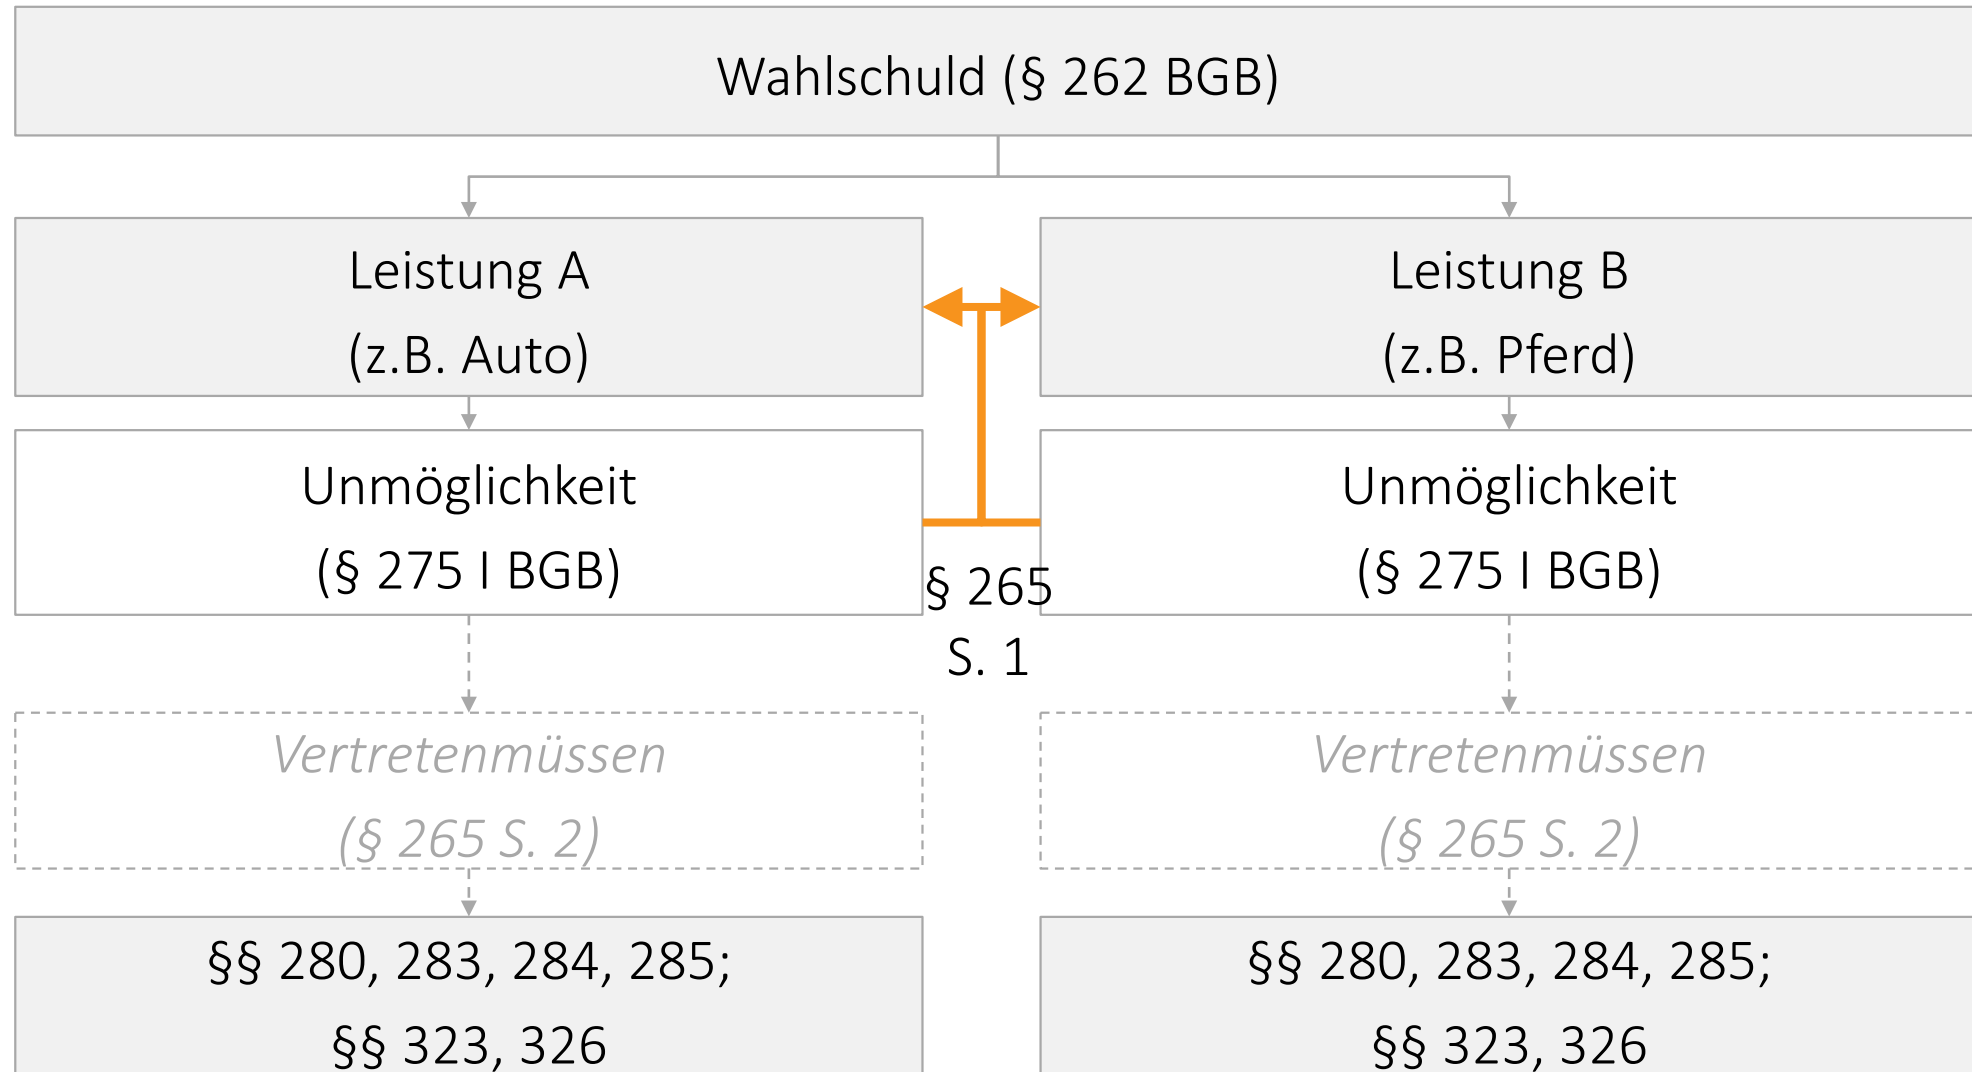 Wahlschuld (§ 262 BGB)
Leistung A
(z.B. Auto)
Leistung B
(z.B. Pferd)
Unmöglichkeit
(§ 275 I BGB)
§ 265
S. 1
Unmöglichkeit
(§ 275 I BGB)
Vertretenmüssen
(§ 265 S. 2)
Vertretenmüssen
(§ 265 S. 2)
§§ 280, 283, 284, 285;
§§ 323, 326
§§ 280, 283, 284, 285;
§§ 323, 326